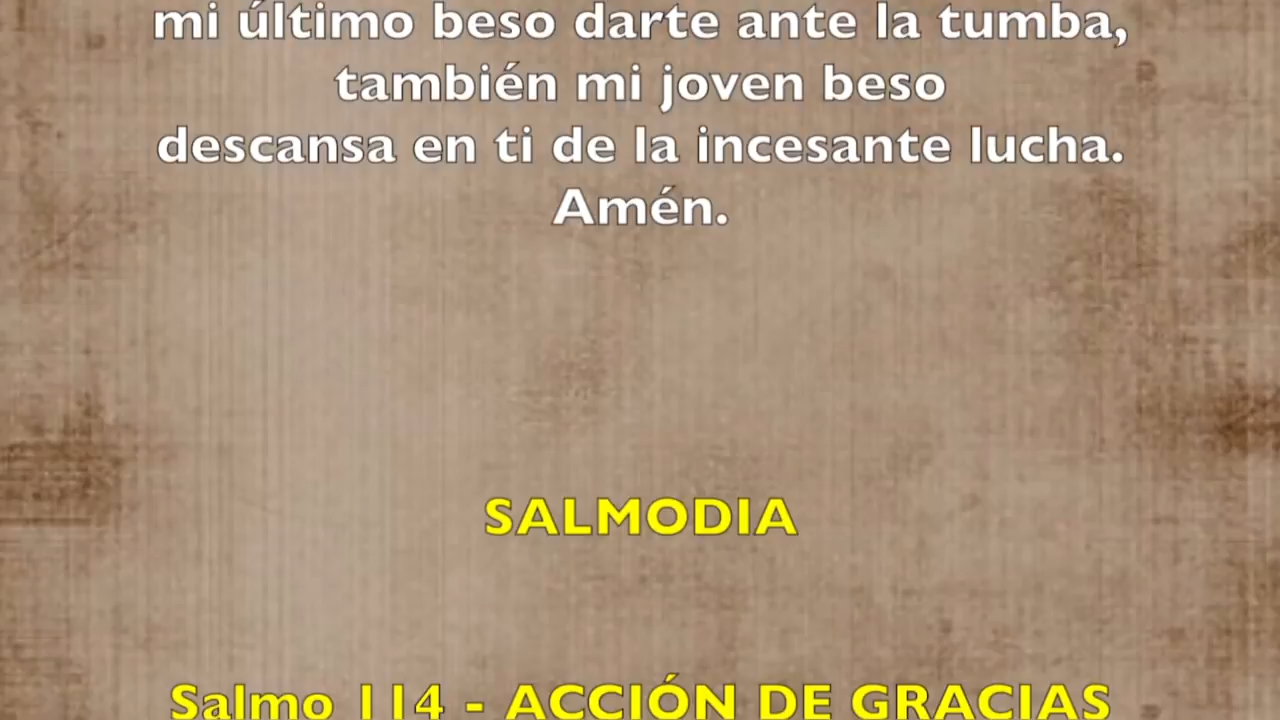 mi último beso darte ante la tumba,
también mi joven beso
descansa en ti de la incesante lucha.
Amén.
SALMODIA
Salmo 114 - ACCIÓN DE GRACIAS